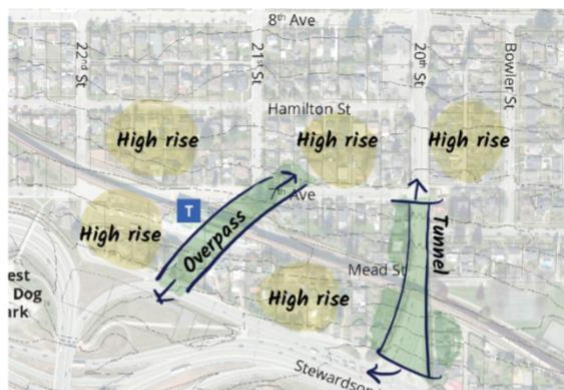 8th Ave
22nd St
21st St
20th St
Bowler St
Hamilton St
High rise
High rise
High rise
7th Ave
T
High rise
Overpass
Tunnel
Mead St
est
Dog
ark
High rise
Stewardson